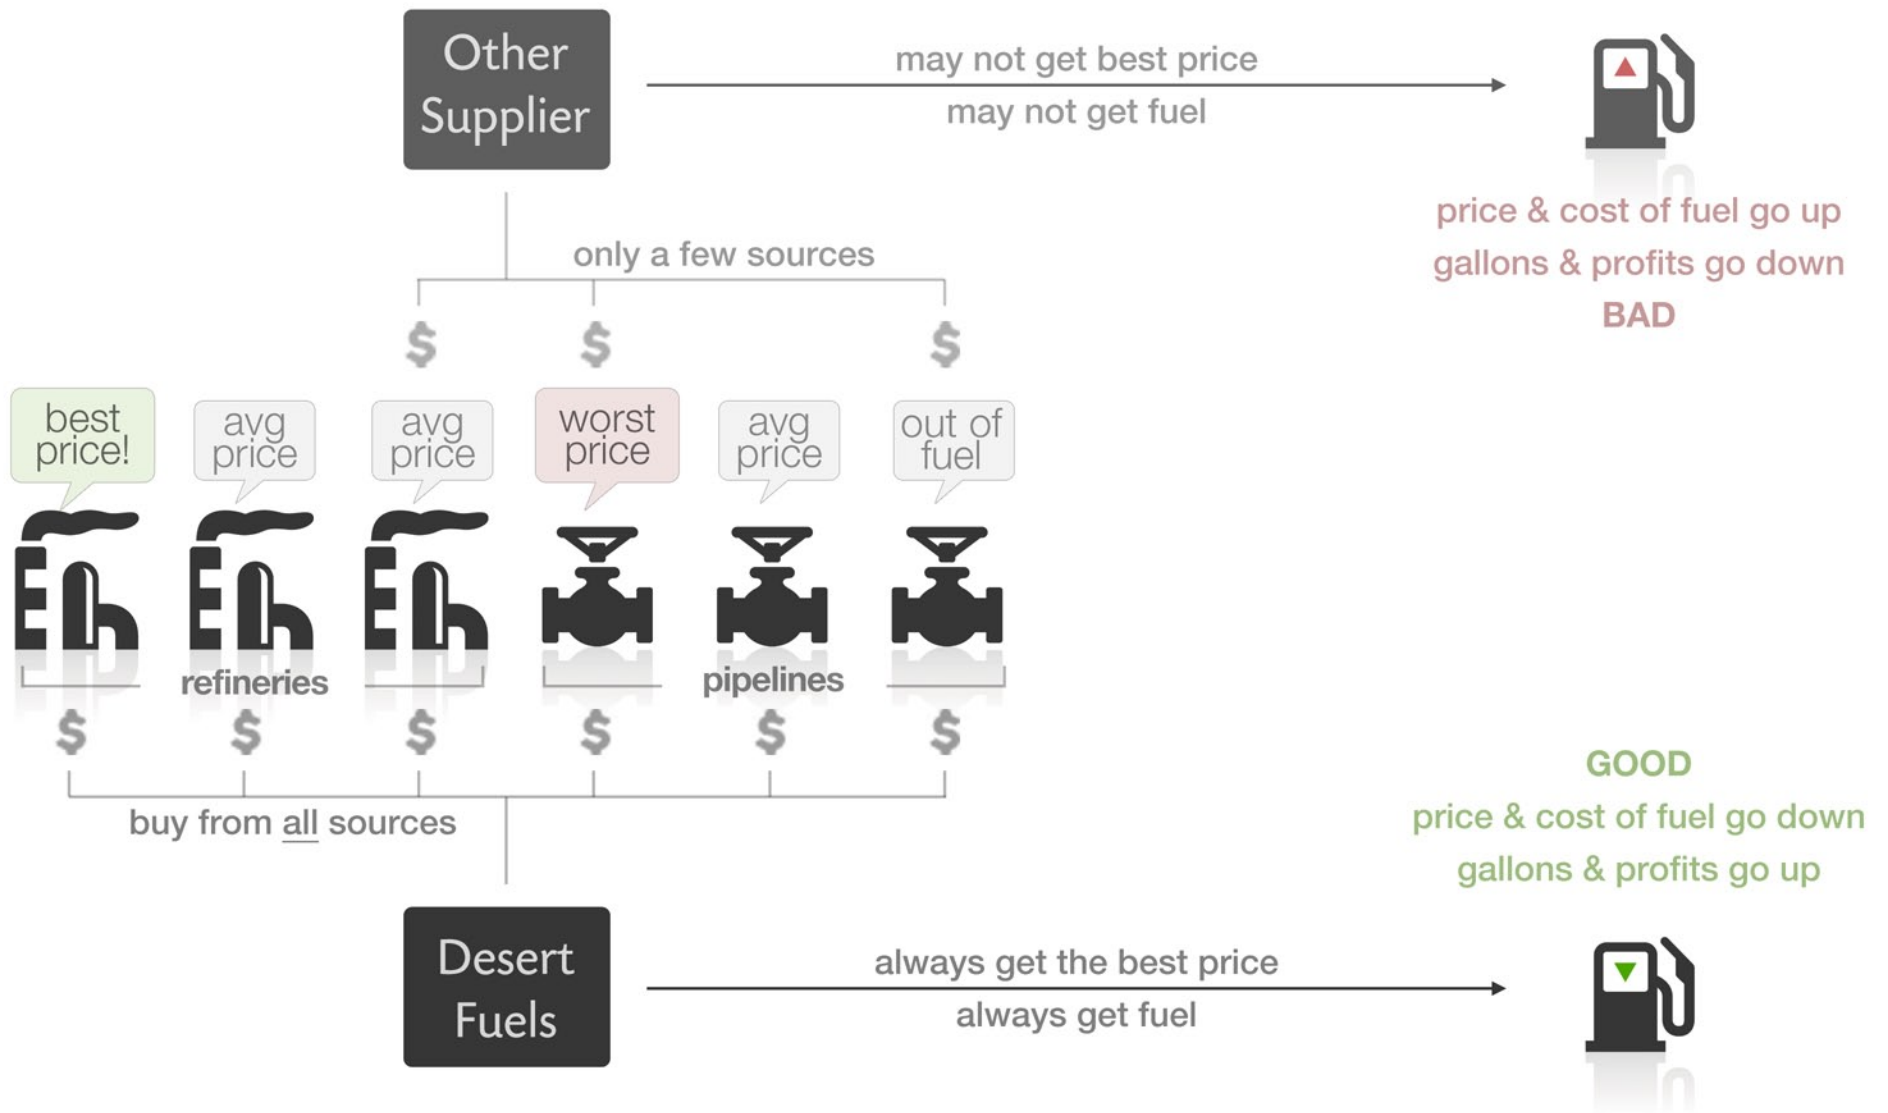 Other
Supplier
may not get best price
may not get fuel
price & cost of fuel go up
gallons & profits go down
BAD
only a few sources
$ $ $
best
price!
avg
price
avg
price
worst
price
avg
price
out of
fuel
refineries
pipelines
$ $ $ $ $ $
buy from all sources
GOOD
price & cost of fuel go down
gallons & profits go up
Desert
Fuels
always get the best price
always get fuel